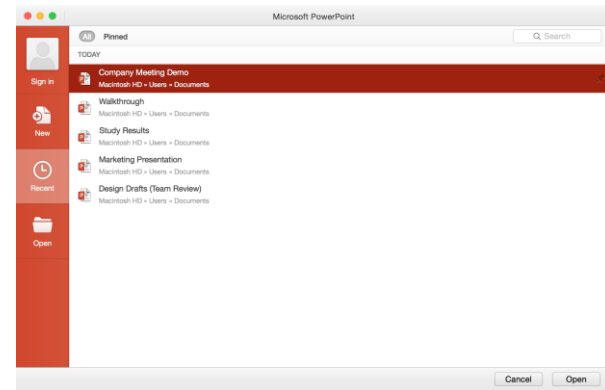 Microsoft PowerPoint
All Pinned
Search
TODAY
Sign in
New
Recent
Open
Company Meeting Demo
Macintosh HD » Users » Documents
Walkthrough
Macintosh HD » Users » Documents
Study Results
Macintosh HD » Users » Documents
Marketing Presentation
Macintosh HD » Users » Documents
Design Drafts (Team Review)
Macintosh HD » Users » Documents
Cancel Open